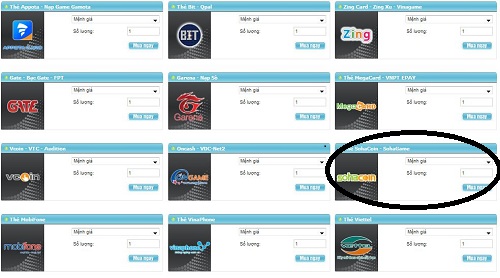 Thẻ Appota - Nạp Game Gamota
Mệnh giá
Số lượng: 1
Mua ngay
Thẻ Bit - Opal
BIT
Mệnh giá
Số lượng: 1
Mua ngay
Zing Card - Zing Xu - Vinagame
Zing
Mệnh giá
Số lượng: 1
Mua ngay
Gate - Bạc Gate - FPT
GATE
Mệnh giá
Số lượng: 1
Mua ngay
Garena - Nạp Sò
Garena
Mệnh giá
Số lượng: 1
Mua ngay
Thẻ MegaCard - VNPT EPAY
MegaCARD
Mệnh giá
Số lượng: 1
Mua ngay
Vcoin - VTC - Audition
vcoin
Mệnh giá
Số lượng: 1
Mua ngay
Oncash - VDC-Net2
GAME
Mệnh giá
Số lượng: 1
Mua ngay
SohaCoin - SohaGame
sohacoin
Mệnh giá
Số lượng: 1
Mua ngay
Thẻ MobiFone
mobifone
Mệnh giá
Số lượng: 1
Mua ngay
Thẻ VinaPhone
vinaphone
Mệnh giá
Số lượng: 1
Mua ngay
Thẻ Viettel
VIETTEL
Mệnh giá
Số lượng: 1
Mua ngay